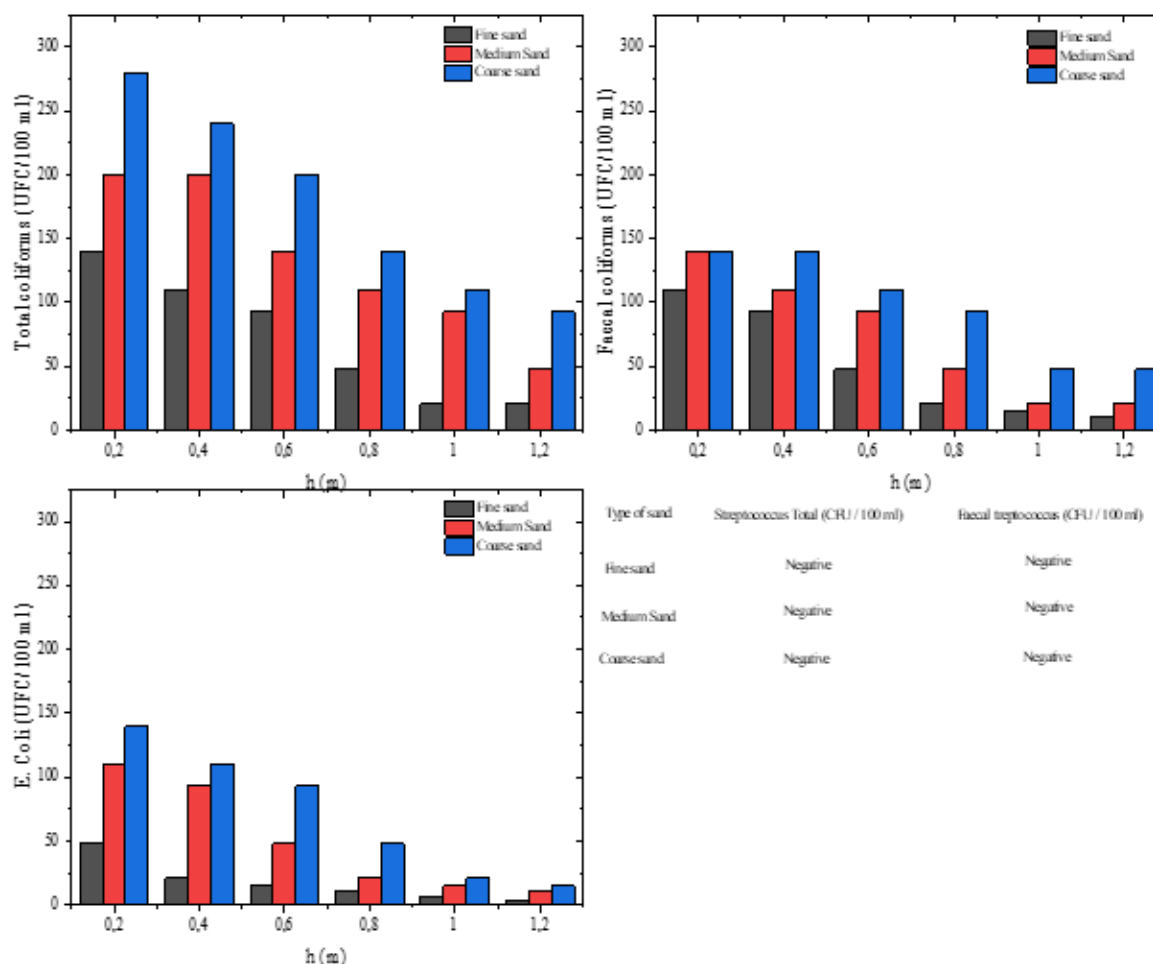 Total coliforms (UFC/100 ml)
300
250
200
150
100
50
0
Fine sand
Medium Sand
Coarse sand
0,2 0,4 0,6 0,8 1 1,2
h (m)
Faecal coliforms (UFC/100 ml)
300
250
200
150
100
50
0
Fine sand
Medium Sand
Coarse sand
0,2 0,4 0,6 0,8 1 1,2
h (m)
E. Coli (UFC/100 ml)
300
250
200
150
100
50
0
Fine sand
Medium Sand
Coarse sand
0,2 0,4 0,6 0,8 1 1,2
h (m)
Type of sand Streptococcus Total (CFU / 100 ml) Faecal treptococcus (CFU / 100 ml)
Fine sand Negative Negative
Medium Sand Negative Negative
Coarse sand Negative Negative